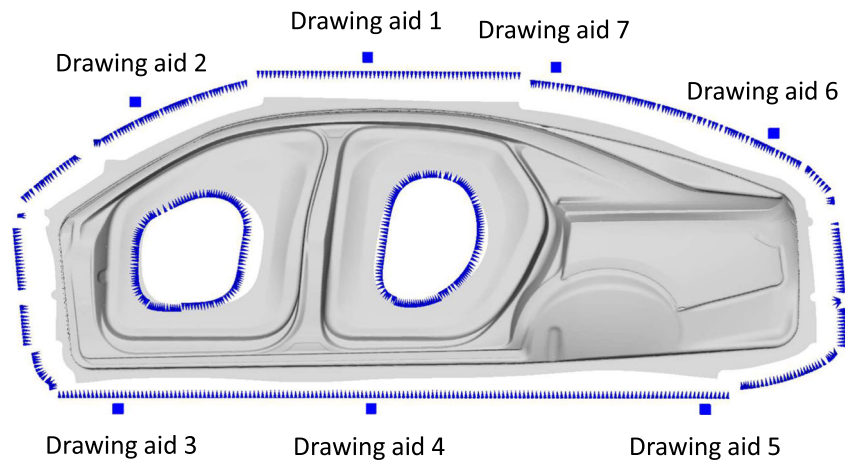 Drawing aid 1
Drawing aid 7
Drawing aid 2
Drawing aid 6
Drawing aid 3
Drawing aid 4
Drawing aid 5